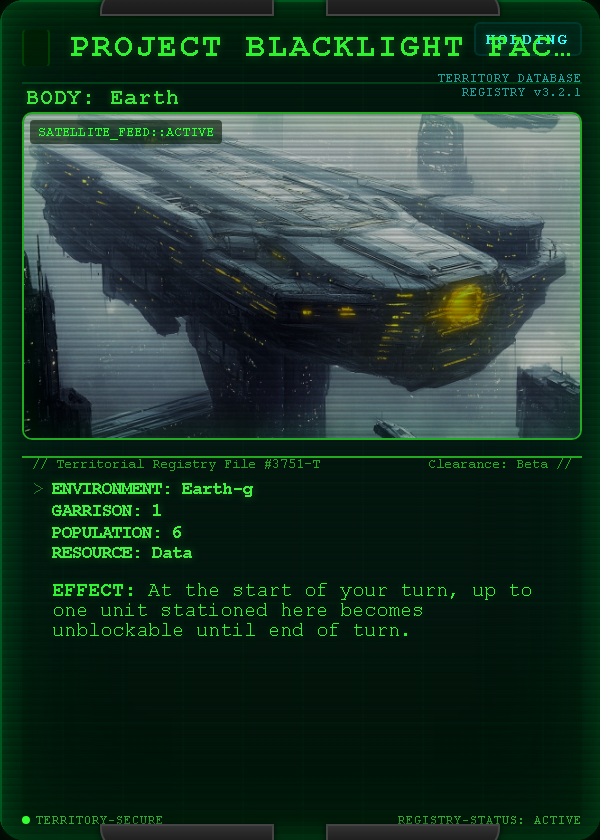 PROJECT BLACKLIGHT FAC…
HOLDING
TERRITORY DATABASE
REGISTRY v3.2.1
BODY: Earth
SATELLITE_FEED::ACTIVE
// Territorial Registry File #3751-T
Clearance: Beta //
> ENVIRONMENT: Earth-g
GARRISON: 1
POPULATION: 6
RESOURCE: Data
EFFECT: At the start of your turn, up to
one unit stationed here becomes
unblockable until end of turn.
TERRITORY-SECURE
REGISTRY-STATUS: ACTIVE